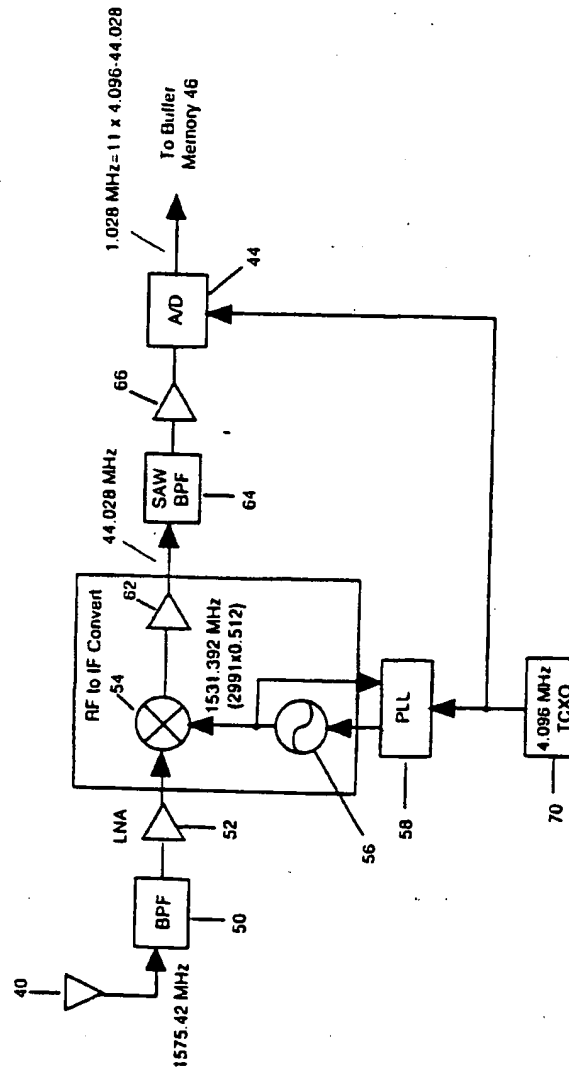 40
1575.42 MHz
BPF
50
LNA
52
RF to IF Convert
54
1531.392 MHz
(2991x0.512)
62
56
PLL
58
4.096 MHz
TCXO
70
44.028 MHz
SAW
BPF
64
66
A/D
44
1.028 MHz=11 x 4.096-44.028
To Buffer
Memory 46